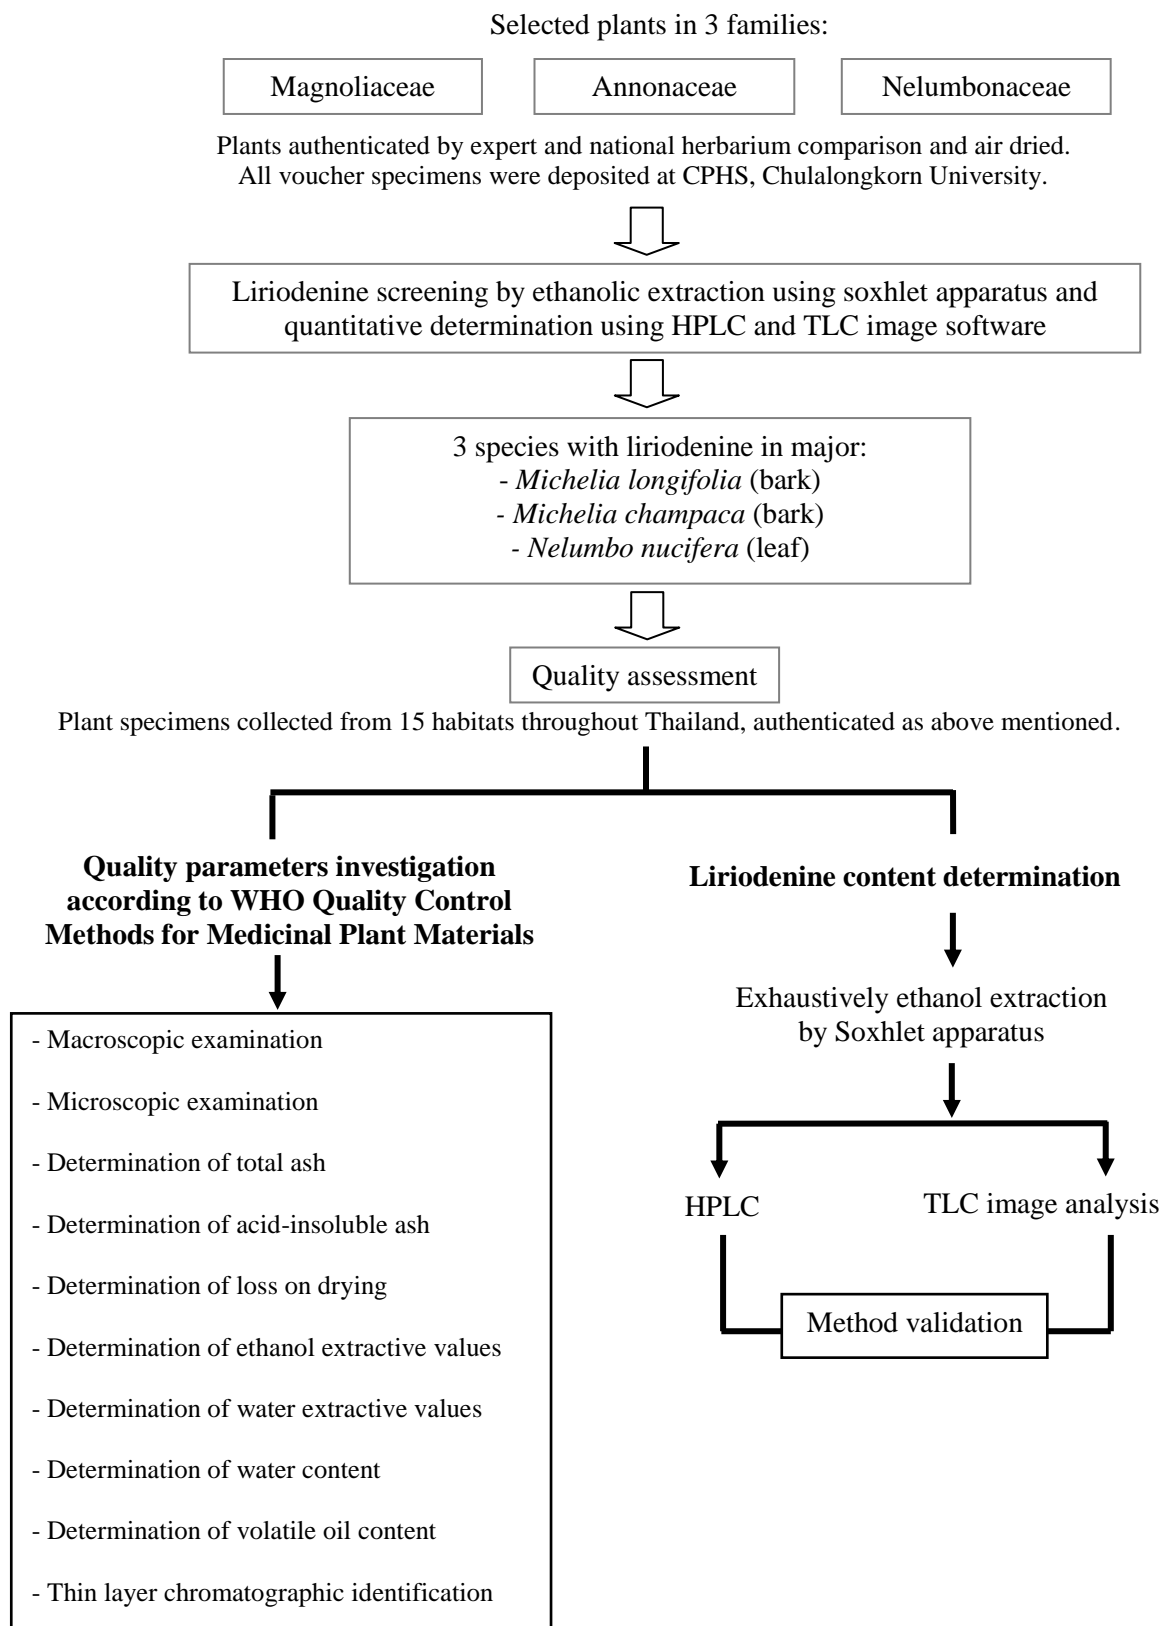 Selected plants in 3 families:
Magnoliaceae
Annonaceae
Nelumbonaceae
Plants authenticated by expert and national herbarium comparison and air dried.
All voucher specimens were deposited at CPHS, Chulalongkorn University.
Liriodenine screening by ethanolic extraction using soxhlet apparatus and
quantitative determination using HPLC and TLC image software
3 species with liriodenine in major:
- Michelia longifolia (bark)
- Michelia champaca (bark)
- Nelumbo nucifera (leaf)
Quality assessment
Plant specimens collected from 15 habitats throughout Thailand, authenticated as above mentioned.
Quality parameters investigation
according to WHO Quality Control
Methods for Medicinal Plant Materials
- Macroscopic examination
- Microscopic examination
- Determination of total ash
- Determination of acid-insoluble ash
- Determination of loss on drying
- Determination of ethanol extractive values
- Determination of water extractive values
- Determination of water content
- Determination of volatile oil content
- Thin layer chromatographic identification
Liriodenine content determination
Exhaustively ethanol extraction
by Soxhlet apparatus
HPLC
TLC image analysis
Method validation